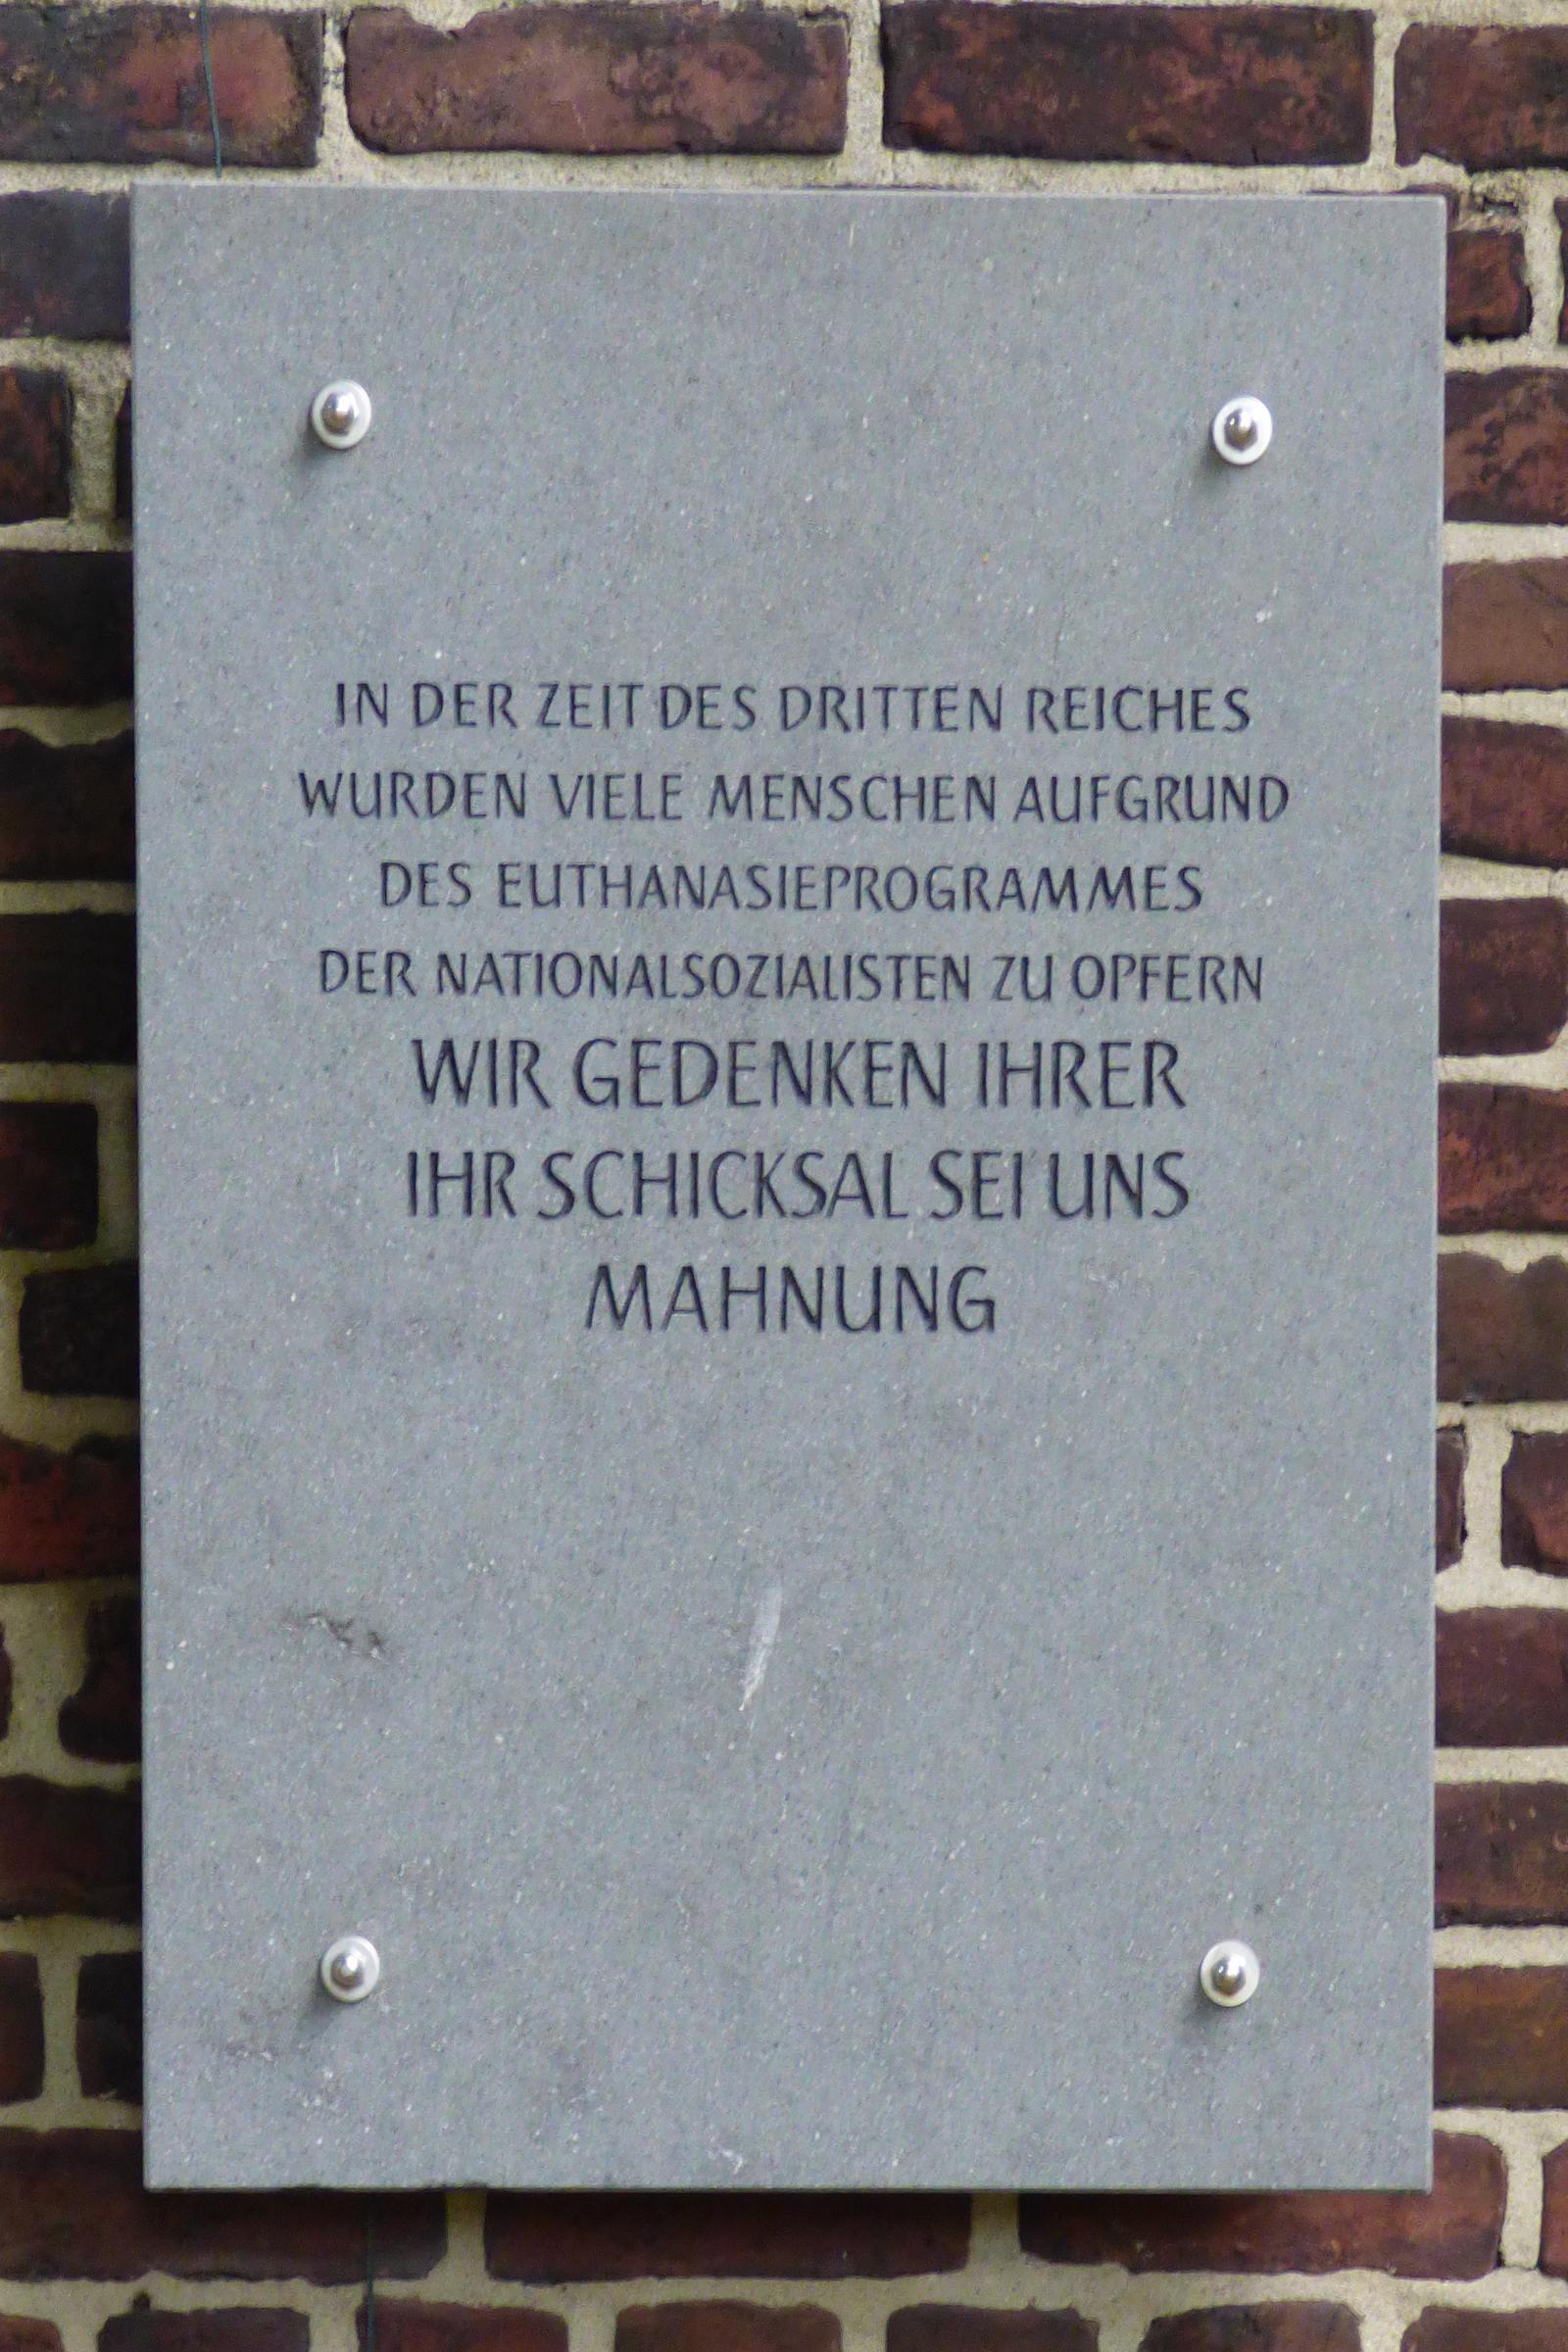 IN DER ZEIT DES DRITTEN REICHES
WURDEN VIELE MENSCHEN AUFGRUND
DES EUTHANASIEPROGRAMMES
DER NATIONALSOZIALISTEN ZU OPFERN
WIR GEDENKEN IHRER
IHR SCHICKSAL SEI UNS
MAHNUNG